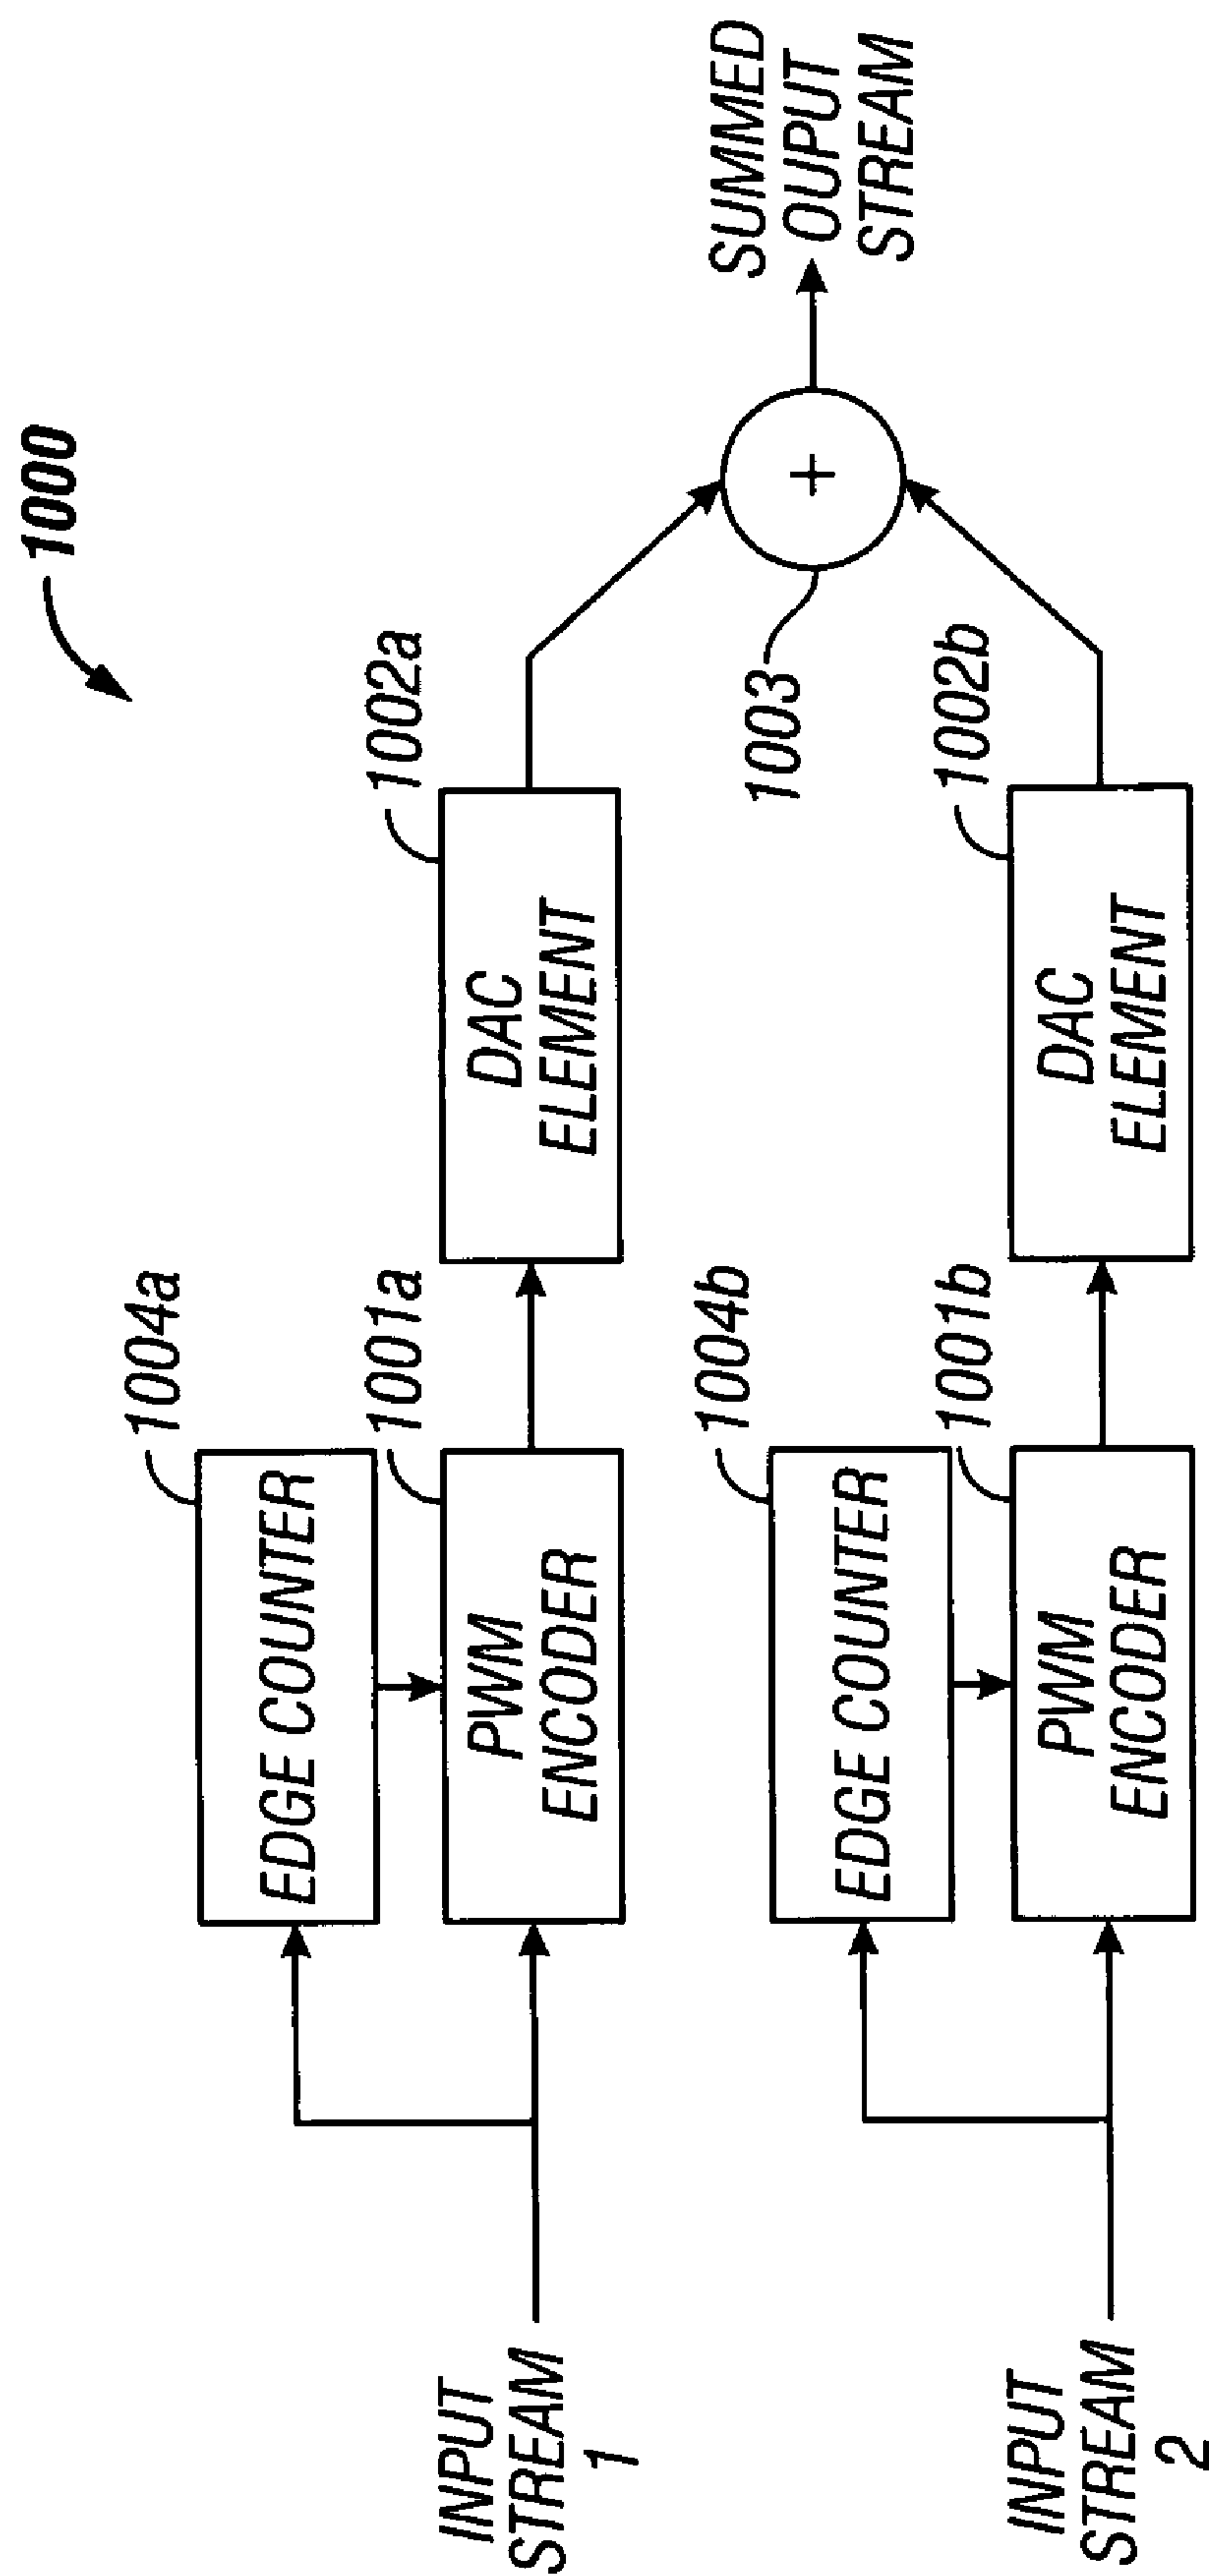 1000
1004a
EDGE COUNTER
1001a
PWM
ENCODER
INPUT
STREAM
1
1002a
DAC
ELEMENT
1004b
EDGE COUNTER
1001b
PWM
ENCODER
INPUT
STREAM
2
1002b
DAC
ELEMENT
+
1003
SUMMED
OUPUT
STREAM